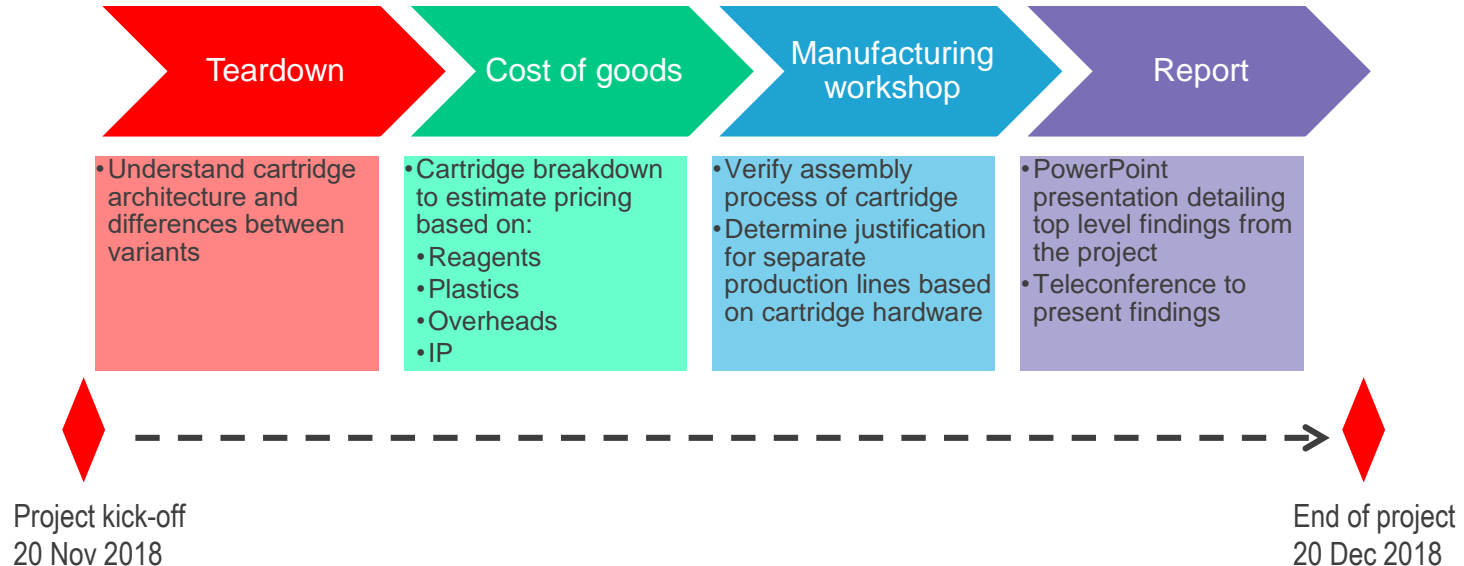 Teardown
Cost of goods
Manufacturing
workshop
Report
•Understand cartridge
architecture and
differences between
variants
•Cartridge breakdown
to estimate pricing
based on:
•Reagents
•Plastics
•Overheads
•IP
•Verify assembly
process of cartridge
•Determine justification
for separate
production lines based
on cartridge hardware
•PowerPoint
presentation detailing
top level findings from
the project
•Teleconference to
present findings
Project kick-off
20 Nov 2018
End of project
20 Dec 2018